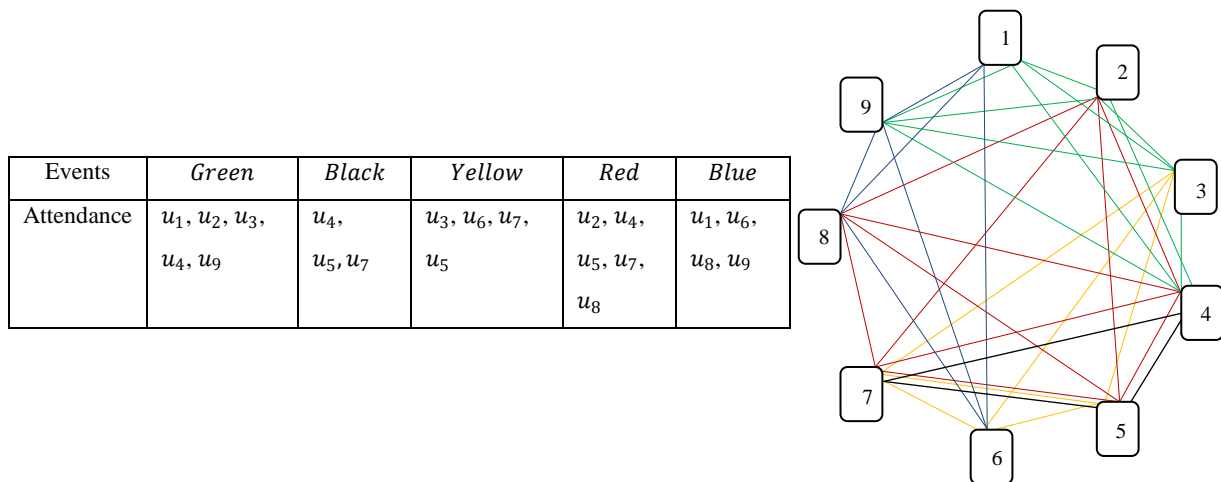 Events Green Black Yellow Red Blue
Attendance u₁, u₂, u₃, u₄, u₃, u₆, u₇, u₂, u₄, u₁, u₆,
u₄, u₉ u₅, u₇ u₅ u₅, u₇, u₈, u₉
u₈
1
2
9
3
8
4
7
5
6